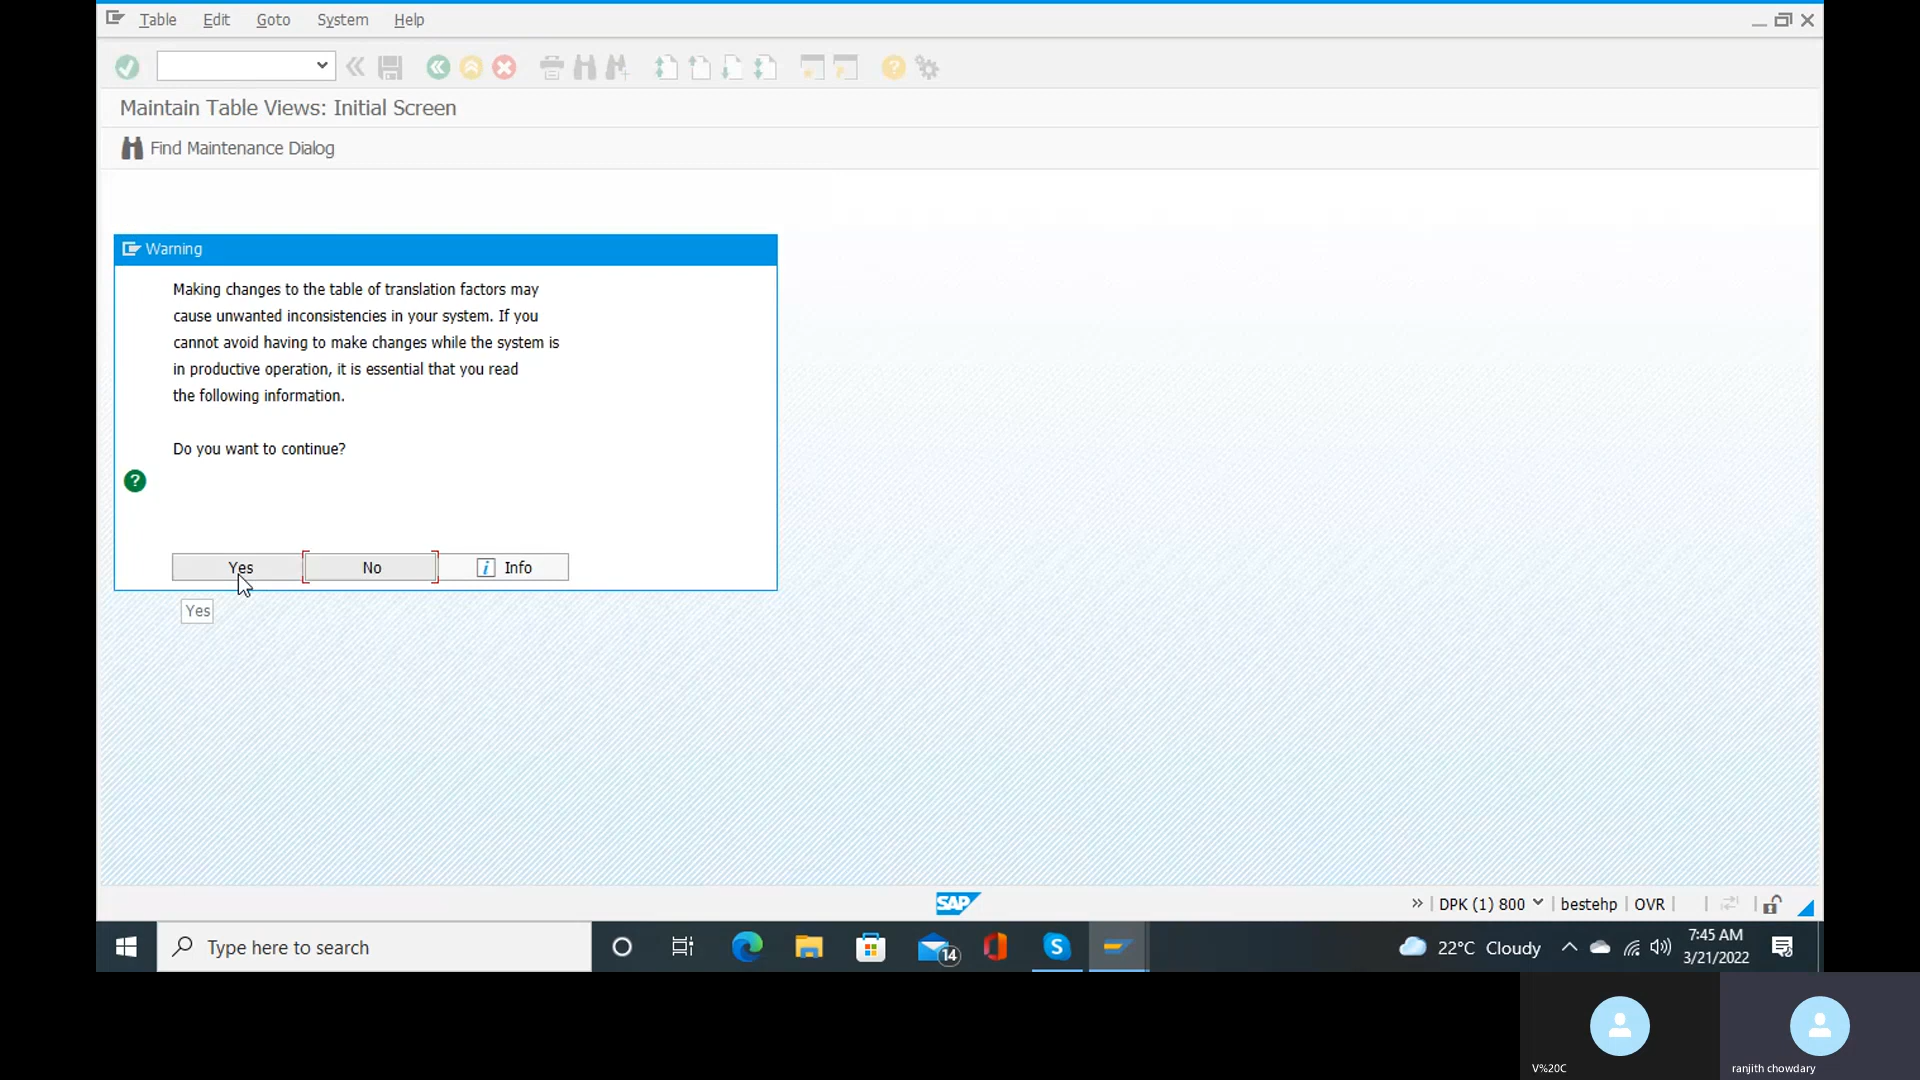 Table Edit Goto System Help
Maintain Table Views: Initial Screen
Find Maintenance Dialog
Warning
Making changes to the table of translation factors may
cause unwanted inconsistencies in your system. If you
cannot avoid having to make changes while the system is
in productive operation, it is essential that you read
the following information.
Do you want to continue?
?
Yes No i Info
Yes
SAP
» DPK (1) 800 bestehp OVR
Type here to search
14
S
22°C Cloudy
7:45 AM
3/21/2022
V%20C
ranjith chowdary